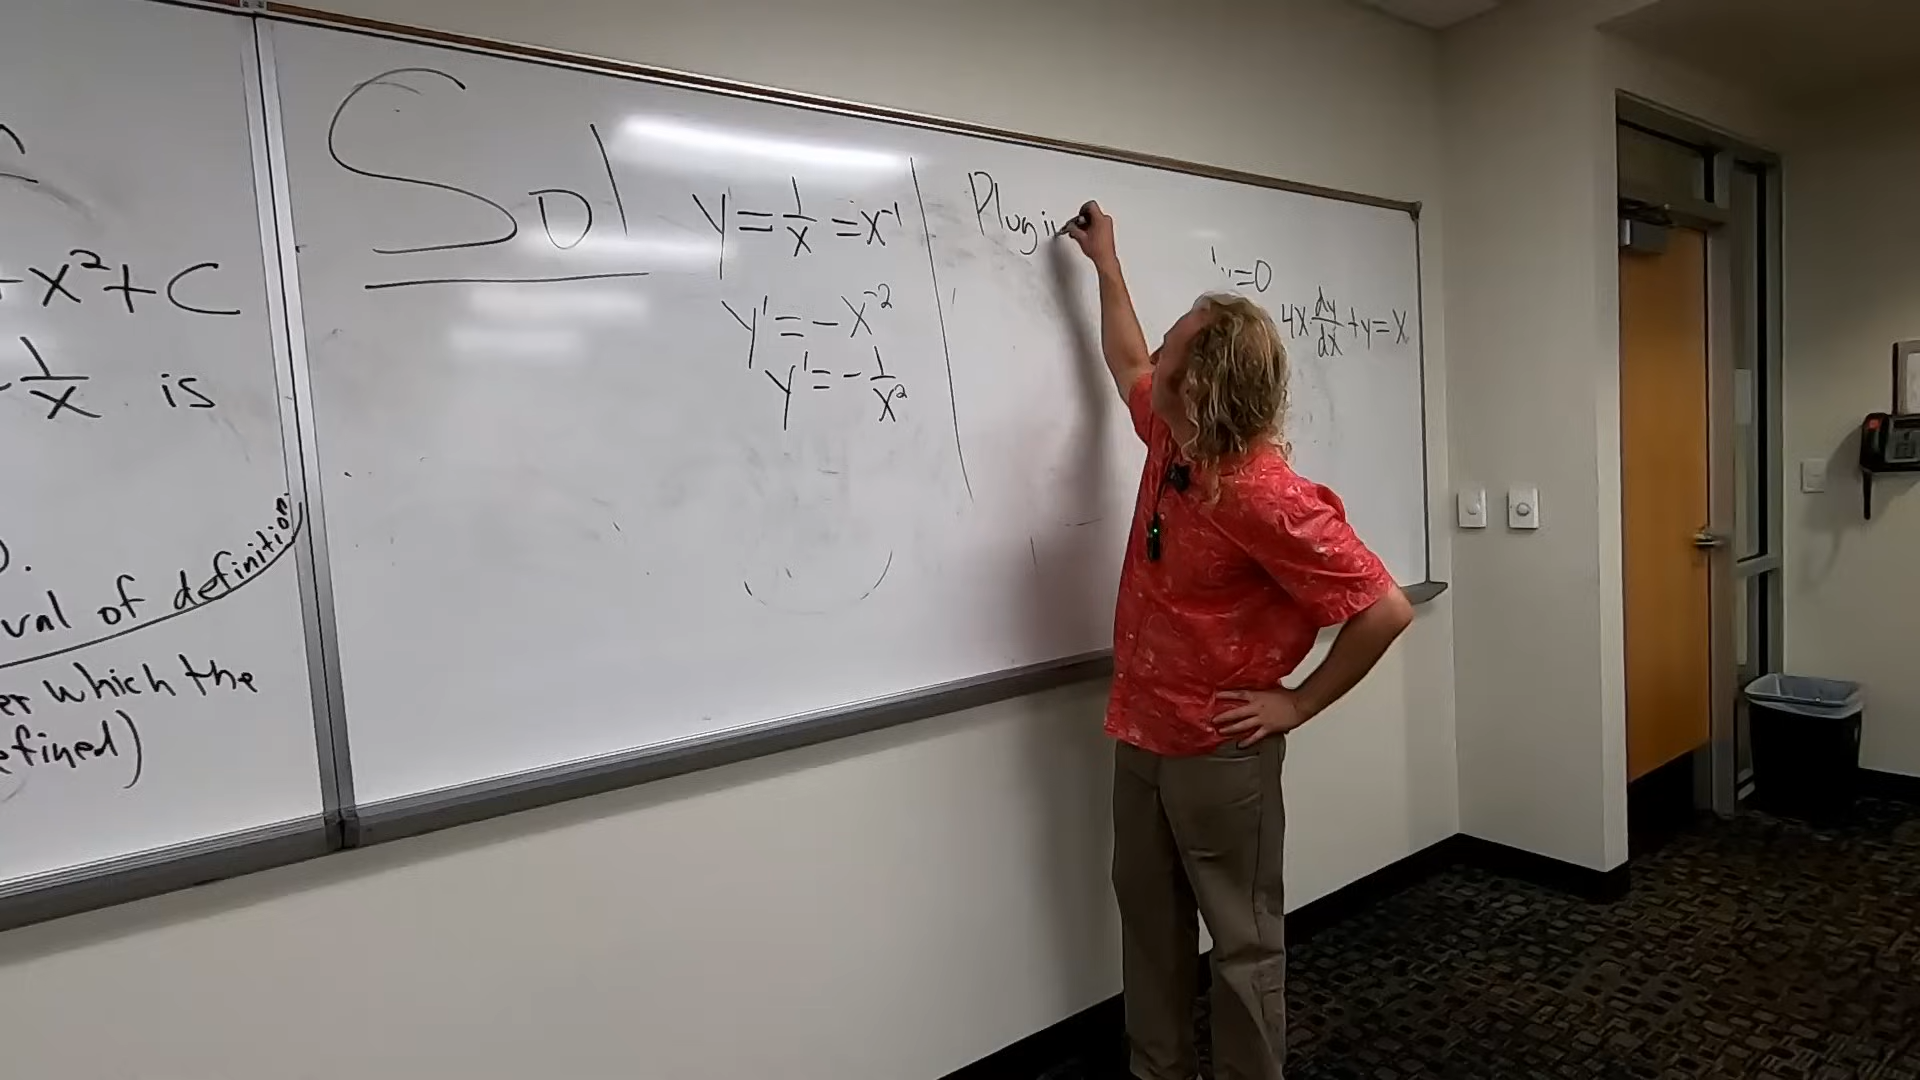 +x²+C
1/x is
).
val of definition
er which the
efined)
Sol
y=1/x=x⁻¹
y'=-x⁻²
y'=-1/x²
Plug i
=0
4x dy/dx+y=x